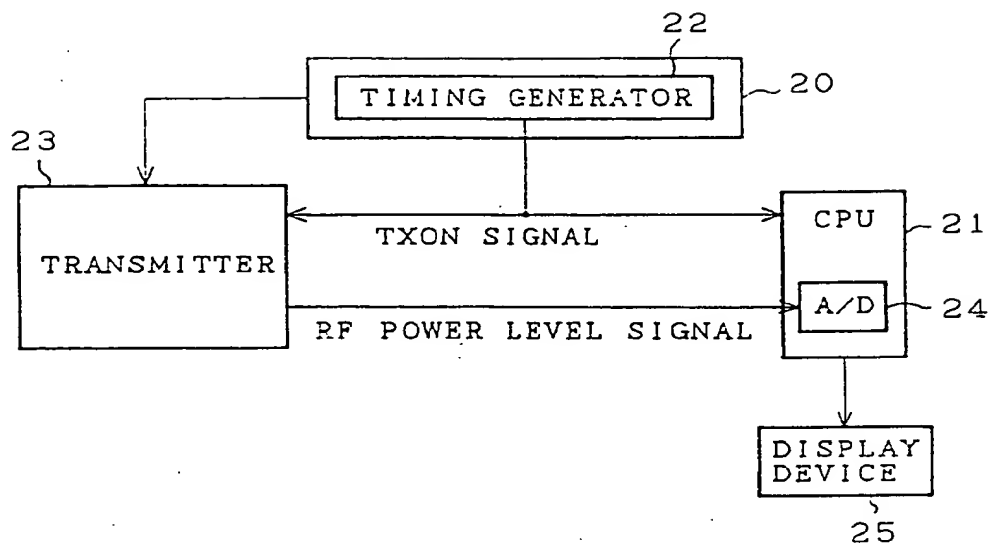 22
TIMING GENERATOR
20
23
TRANSMITTER
TXON SIGNAL
CPU
21
A/D
24
RF POWER LEVEL SIGNAL
DISPLAY
DEVICE
25